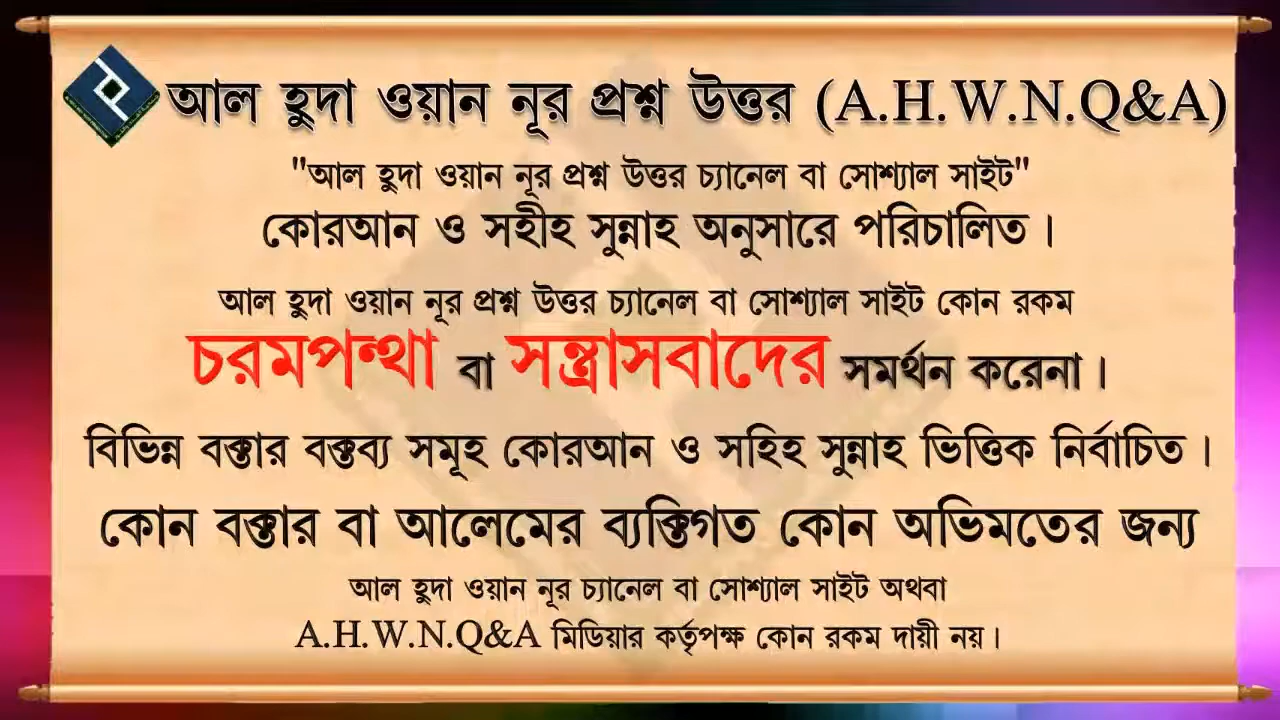 আল হুদা ওয়ান নূর প্রশ্ন উত্তর (A.H.W.N.Q&A)
"আল হুদা ওয়ান নূর প্রশ্ন উত্তর চ্যানেল বা সোশ্যাল সাইট"
কোরআন ও সহীহ সুন্নাহ অনুসারে পরিচালিত।
আল হুদা ওয়ান নূর প্রশ্ন উত্তর চ্যানেল বা সোশ্যাল সাইট কোন রকম
চরমপন্থা বা সন্ত্রাসবাদের সমর্থন করেনা।
বিভিন্ন বক্তার বক্তব্য সমূহ কোরআন ও সহিহ সুন্নাহ ভিত্তিক নির্বাচিত।
কোন বক্তার বা আলেমের ব্যক্তিগত কোন অভিমতের জন্য
আল হুদা ওয়ান নূর চ্যানেল বা সোশ্যাল সাইট অথবা
A.H.W.N.Q&A মিডিয়ার কর্তৃপক্ষ কোন রকম দায়ী নয়।